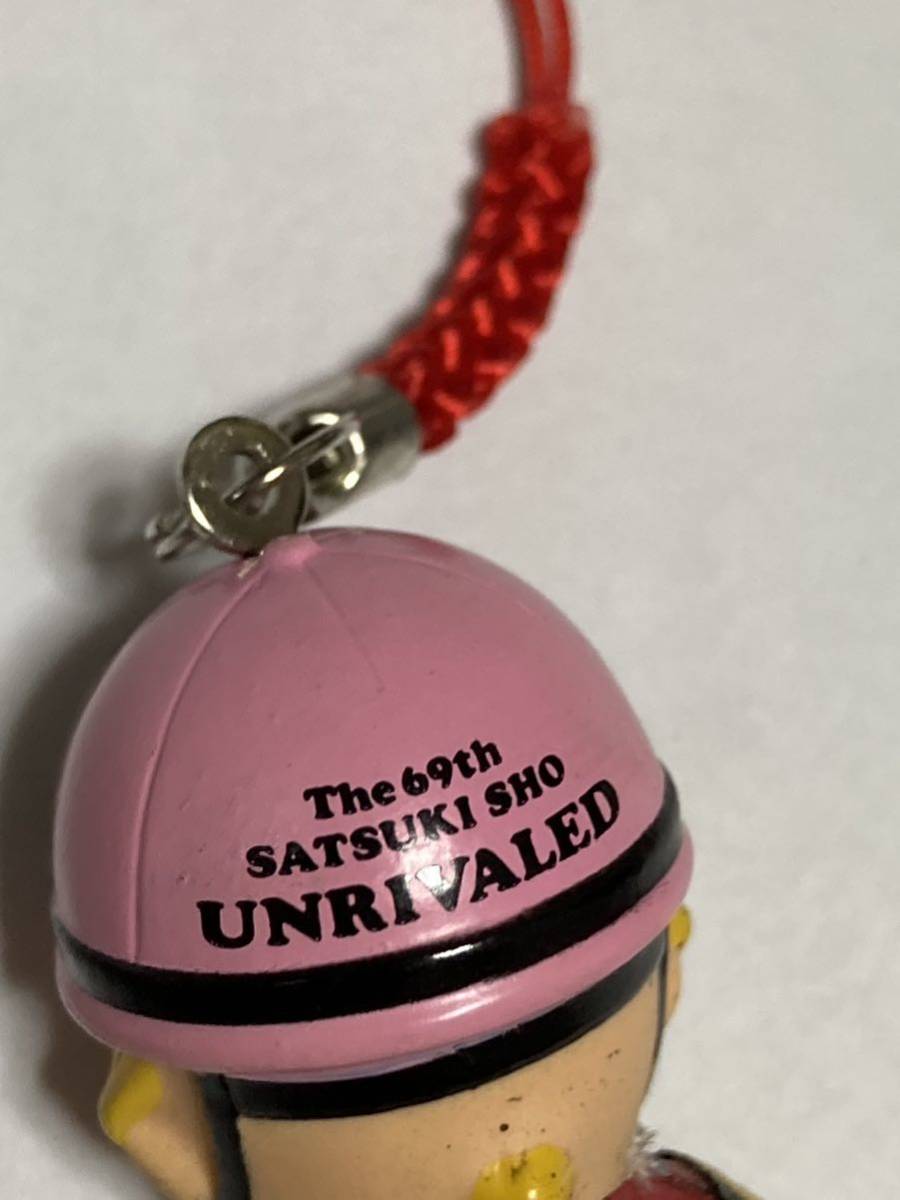 The 69th
SATSUKI SHO
UNRIVALED